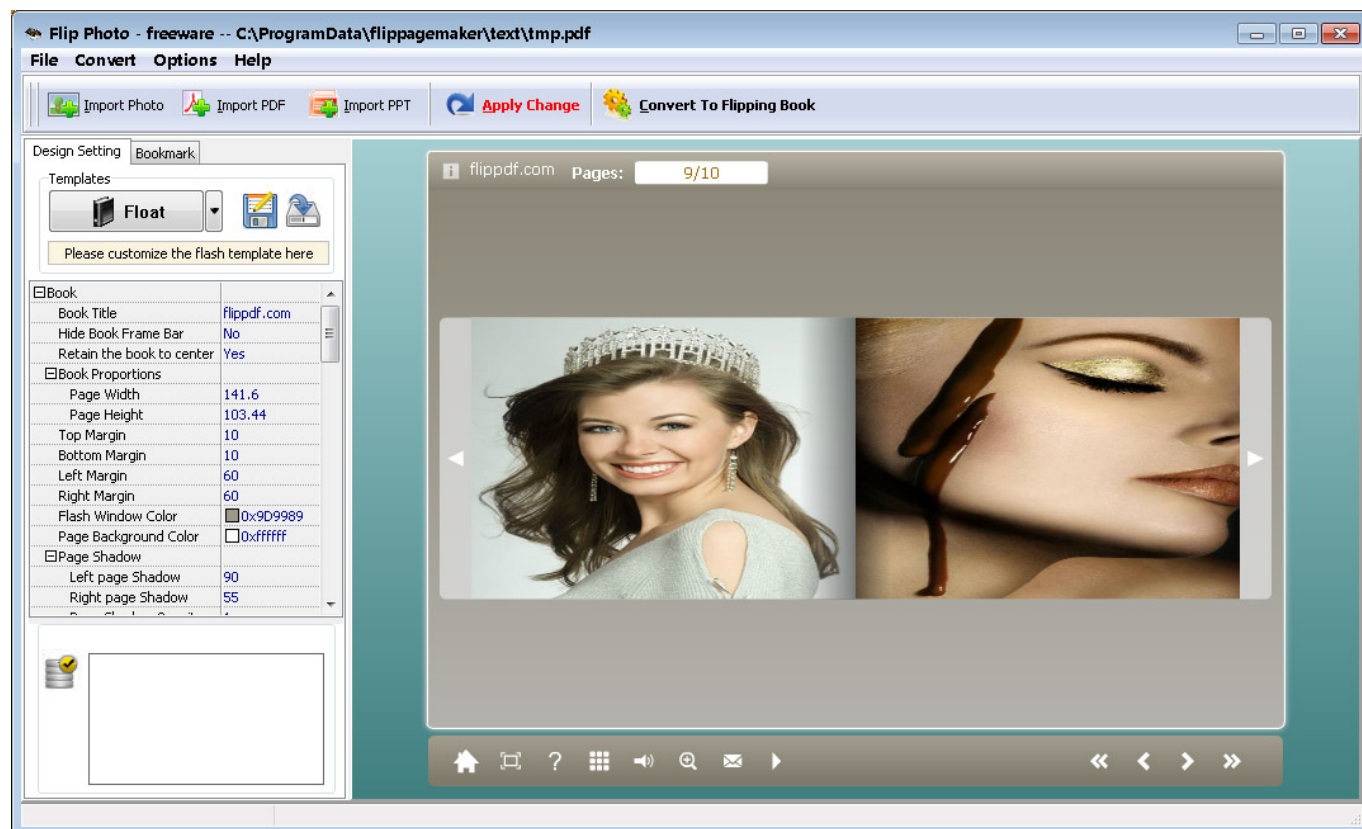 Flip Photo - freeware -- C:\ProgramData\flippagemaker\text\tmp.pdf
File Convert Options Help
Import Photo Import PDF Import PPT Apply Change Convert To Flipping Book
Design Setting Bookmark
Templates
Float
Please customize the flash template here
Book
Book Title flippdf.com
Hide Book Frame Bar No
Retain the book to center Yes
Book Proportions
Page Width 141.6
Page Height 103.44
Top Margin 10
Bottom Margin 10
Left Margin 60
Right Margin 60
Flash Window Color 0x9D9989
Page Background Color 0xffffff
Page Shadow
Left page Shadow 90
Right page Shadow 55
flippdf.com Pages: 9/10